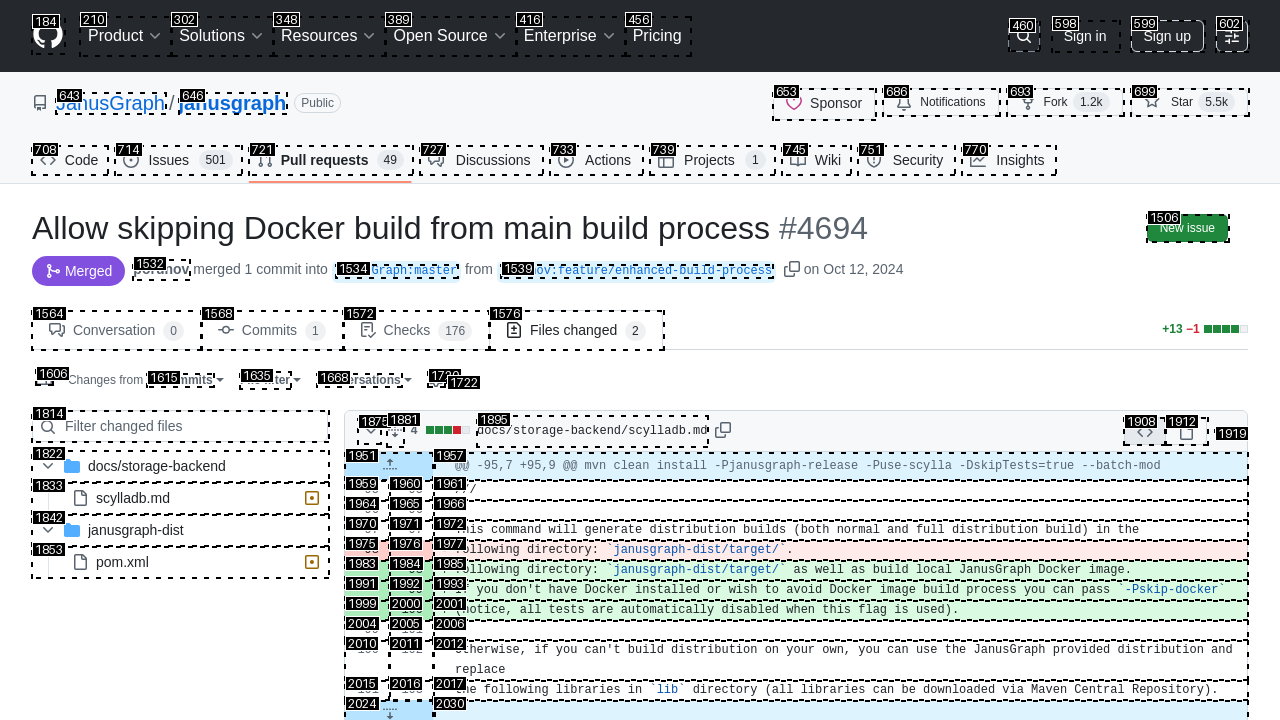 Product Solutions Resources Open Source Enterprise Pricing Sign in Sign up
184 210 302 348 389 416 456 460 598 599 602
JanusGraph / janusgraph Public Sponsor Notifications Fork 1.2k Star 5.5k
643 646 653 686 693 699
Code Issues 501 Pull requests 49 Discussions Actions Projects 1 Wiki Security Insights
708 714 721 727 733 739 745 751 770
Allow skipping Docker build from main build process #4694
1506 New issue
Merged 1532 merged 1 commit into 1534 Graph:master from 1539 ov:feature/enhanced-build-process on Oct 12, 2024
1564 1568 1572 1576
Conversation 0 Commits 1 Checks 176 Files changed 2 +13 −1
1606 Changes from 1615 mmits 1635 filter 1668 versations 1722
1814 Filter changed files
1822 docs/storage-backend
1833 scylladb.md
1842 janusgraph-dist
1853 pom.xml
1875 1881 4 1895 docs/storage-backend/scylladb.md 1908 1912 1919
1951 1957 @@ -95,7 +95,9 @@ mvn clean install -Pjanusgraph-release -Puse-scylla -DskipTests=true --batch-mod
1959 1960 1961
1964 1965 1966
1970 1971 1972 This command will generate distribution builds (both normal and full distribution build) in the
1975 1976 1977 following directory: `janusgraph-dist/target/`.
1983 1984 1985 following directory: `janusgraph-dist/target/` as well as build local JanusGraph Docker image.
1991 1992 1993 If you don't have Docker installed or wish to avoid Docker image build process you can pass `-Pskip-docker`
1999 2000 2001 (notice, all tests are automatically disabled when this flag is used).
2004 2005 2006
2010 2011 2012 Otherwise, if you can't build distribution on your own, you can use the JanusGraph provided distribution and
replace
2015 2016 2017 the following libraries in `lib` directory (all libraries can be downloaded via Maven Central Repository).
2024 2030